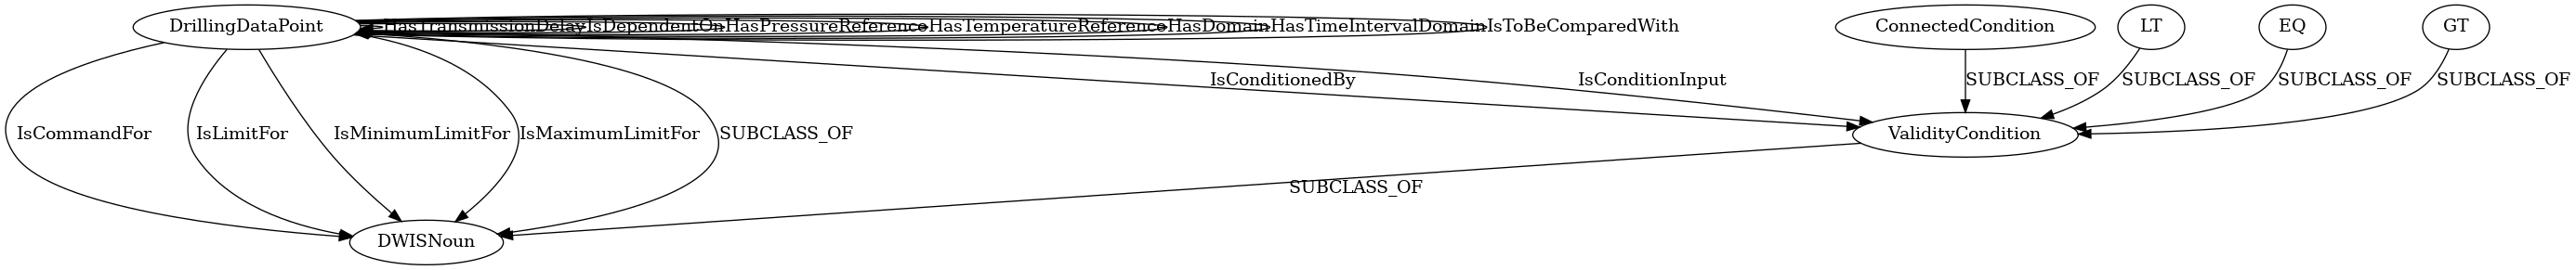 DrillingDataPoint
HasTransmissionDelay
IsDependentOn
HasPressureReference
HasTemperatureReference
HasDomain
HasTimeIntervalDomain
IsToBeComparedWith
ConnectedCondition
LT
EQ
GT
IsConditionedBy
IsConditionInput
SUBCLASS_OF
SUBCLASS_OF
SUBCLASS_OF
SUBCLASS_OF
IsCommandFor
IsLimitFor
IsMinimumLimitFor
IsMaximumLimitFor
SUBCLASS_OF
ValidityCondition
SUBCLASS_OF
DWISNoun